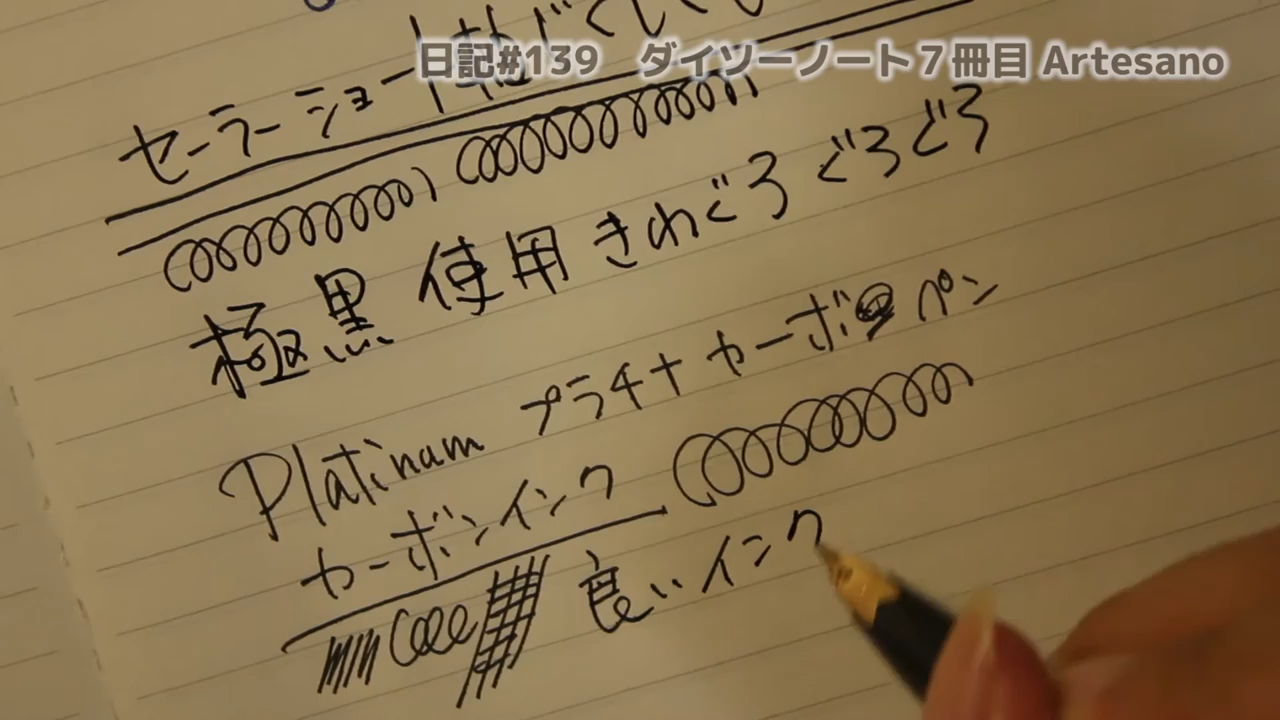 日記#139 ダイソーノート7冊目 Artesano
セーラーショート
極黒 使用 きわぐろ ぐろぐろ
Platinum プラチナ カーボ ペン
カーボンインク
良いインク